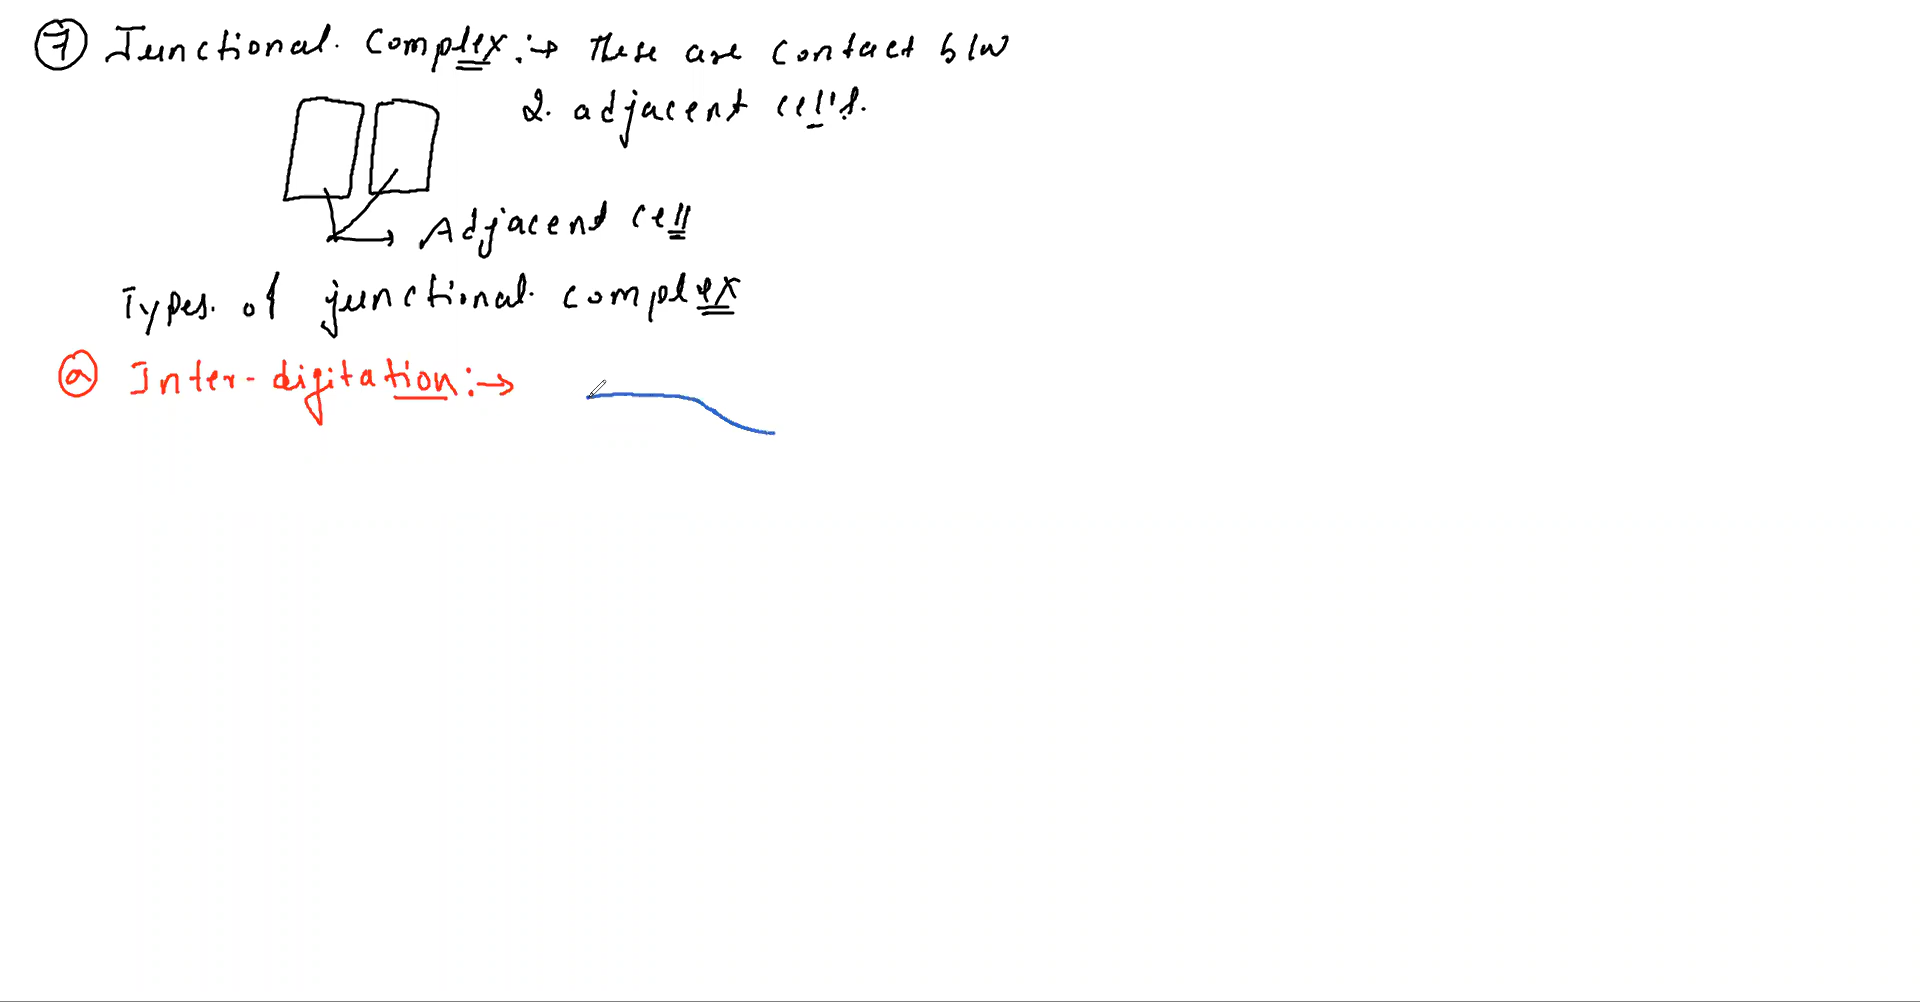 ⑦ Junctional. Complex :→ These are contact b/w
2. adjacent cell's.
Adjacent cell
Types. of junctional. complex
ⓐ Inter-digitation :→